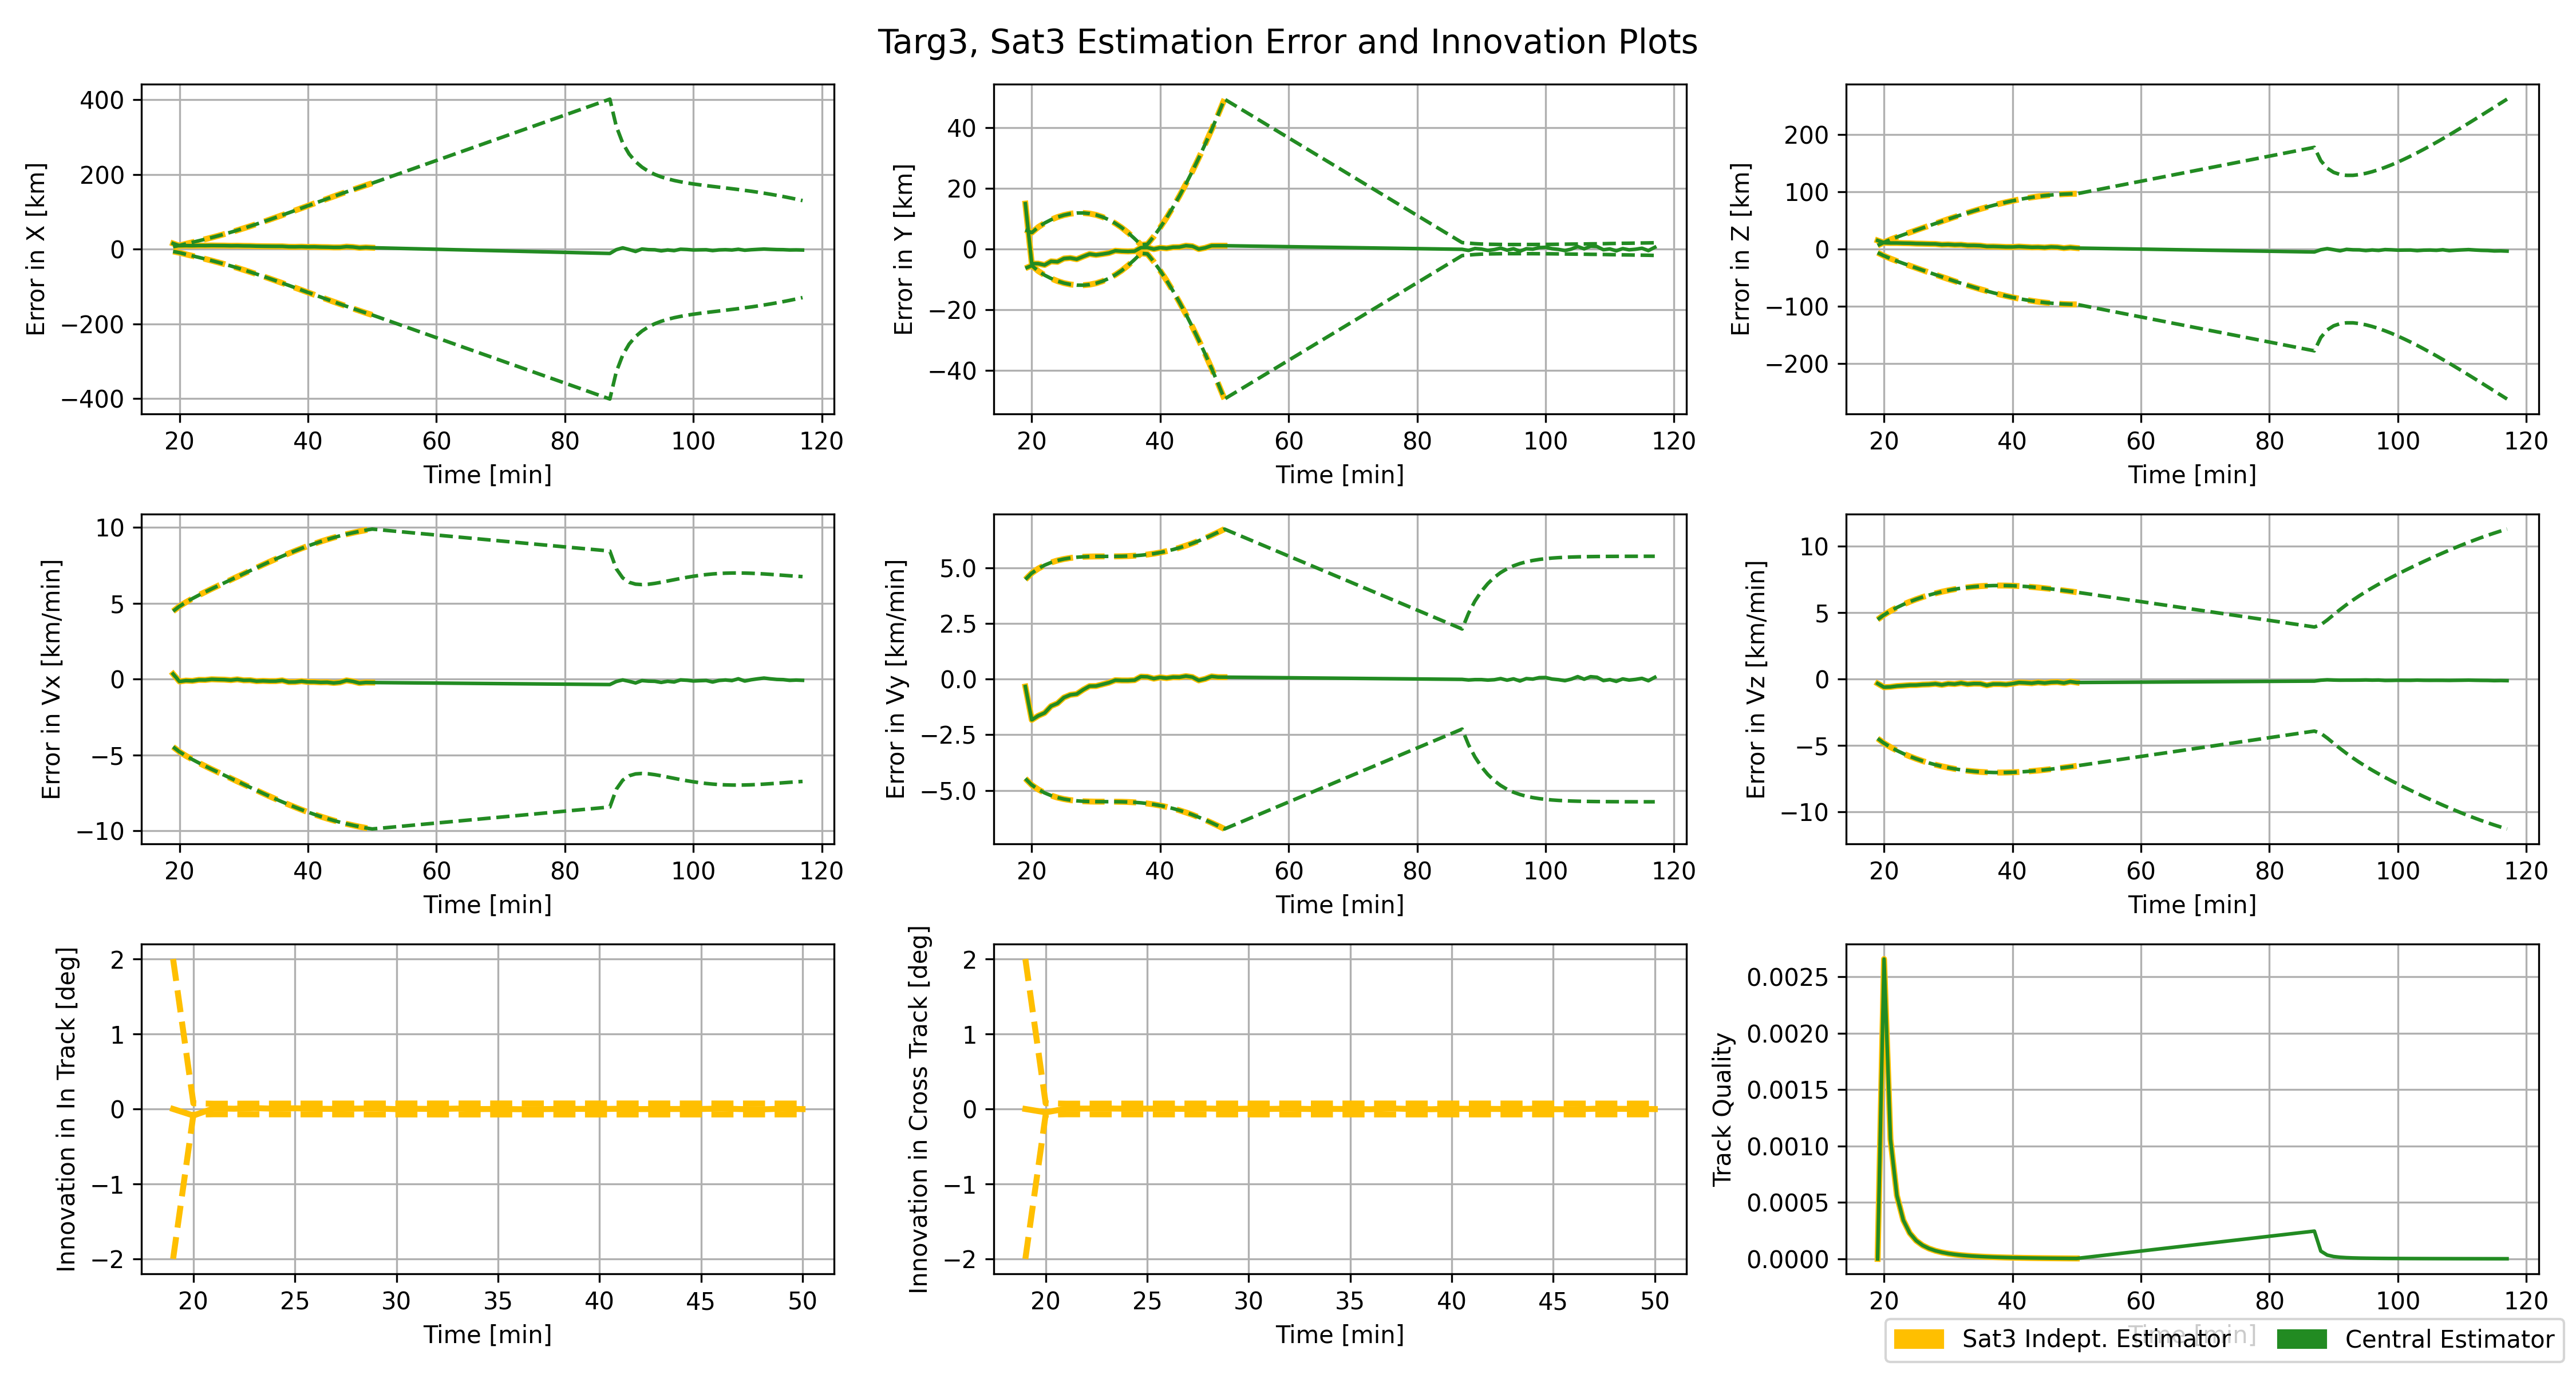 Targ3, Sat3 Estimation Error and Innovation Plots
Error in X [km]
400
200
0
−200
−400
20 40 60 80 100 120
Time [min]
Error in Y [km]
40
20
0
−20
−40
20 40 60 80 100 120
Time [min]
Error in Z [km]
200
100
0
−100
−200
20 40 60 80 100 120
Time [min]
Error in Vx [km/min]
10
5
0
−5
−10
20 40 60 80 100 120
Time [min]
Error in Vy [km/min]
5.0
2.5
0.0
−2.5
−5.0
20 40 60 80 100 120
Time [min]
Error in Vz [km/min]
10
5
0
−5
−10
20 40 60 80 100 120
Time [min]
Innovation in In Track [deg]
2
1
0
−1
−2
20 25 30 35 40 45 50
Time [min]
Innovation in Cross Track [deg]
2
1
0
−1
−2
20 25 30 35 40 45 50
Time [min]
Track Quality
0.0025
0.0020
0.0015
0.0010
0.0005
0.0000
20 40 60 80 100 120
Time [min]
Sat3 Indept. Estimator Central Estimator